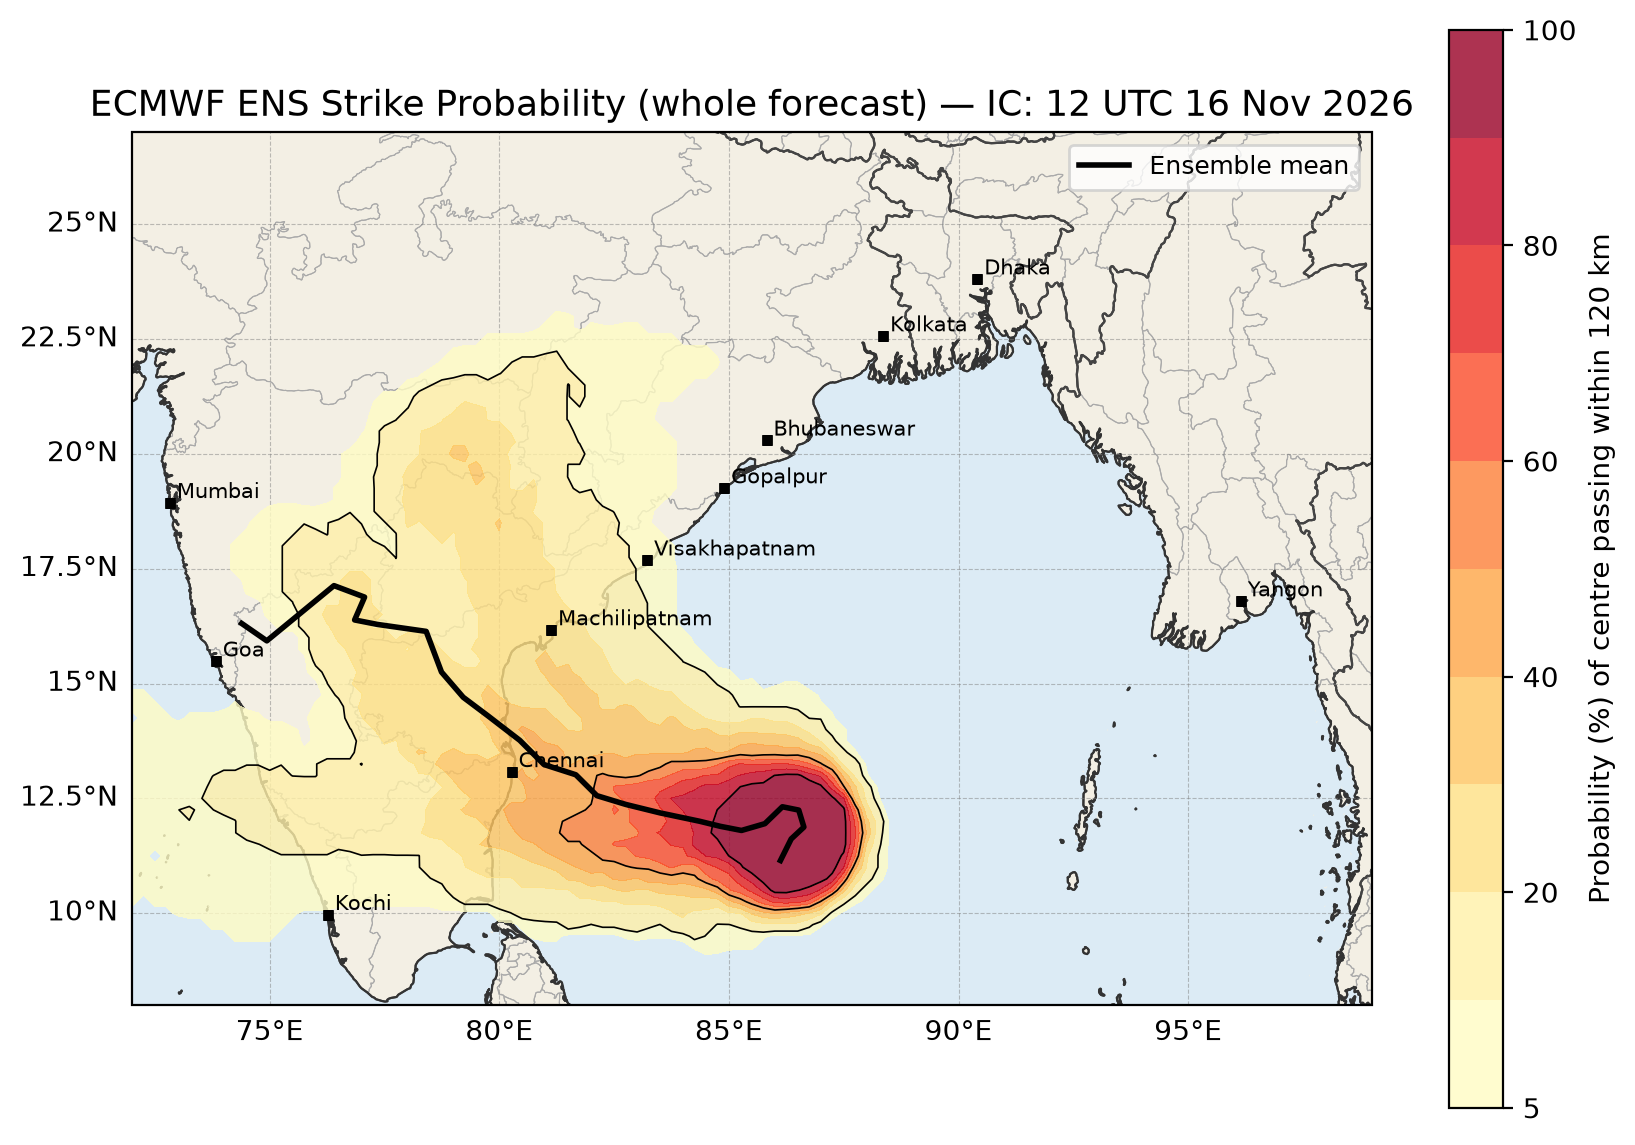 ECMWF ENS Strike Probability (whole forecast) — IC: 12 UTC 16 Nov 2026
Ensemble mean
25°N
22.5°N
20°N
17.5°N
15°N
12.5°N
10°N
75°E
80°E
85°E
90°E
95°E
Dhaka
Kolkata
Bhubaneswar
Gopalpur
Mumbai
Visakhapatnam
Yangon
Machilipatnam
Goa
Chennai
Kochi
100
80
60
40
20
5
Probability (%) of centre passing within 120 km